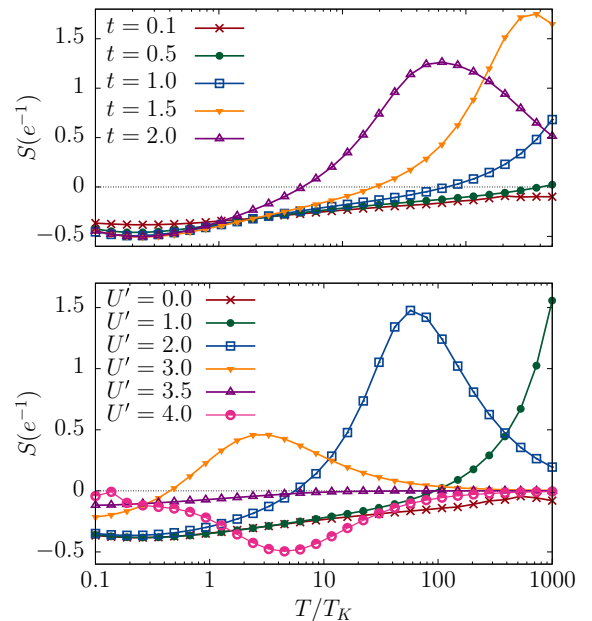 1.5
1
0.5
0
−0.5
S(e⁻¹)
t = 0.1
t = 0.5
t = 1.0
t = 1.5
t = 2.0
1.5
1
0.5
0
−0.5
S(e⁻¹)
U′ = 0.0
U′ = 1.0
U′ = 2.0
U′ = 3.0
U′ = 3.5
U′ = 4.0
0.1 1 10 100 1000
T/T_K